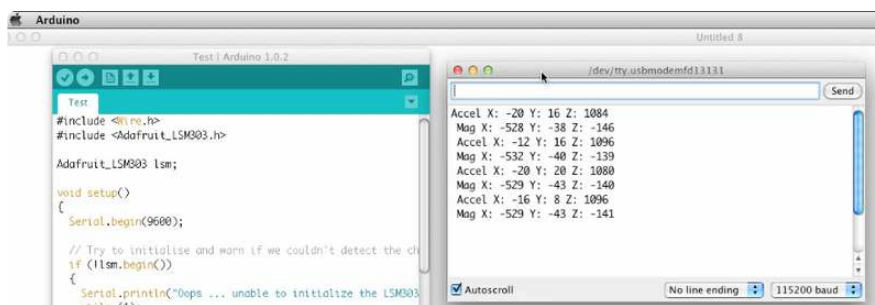 Arduino
Untitled 8
Test | Arduino 1.0.2
Test
#include <Wire.h>
#include <Adafruit_LSM303.h>
Adafruit_LSM303 lsm;
void setup()
{
Serial.begin(9600);
// Try to initialise and warn if we couldn't detect the ch
if (!lsm.begin())
{
Serial.println("Oops ... unable to initialize the LSM303
/dev/tty.usbmodemfd13131
Send
Accel X: -20 Y: 16 Z: 1084
Mag X: -528 Y: -38 Z: -146
Accel X: -12 Y: 16 Z: 1096
Mag X: -532 Y: -40 Z: -139
Accel X: -20 Y: 20 Z: 1080
Mag X: -529 Y: -43 Z: -140
Accel X: -16 Y: 8 Z: 1096
Mag X: -529 Y: -43 Z: -141
Autoscroll
No line ending
115200 baud